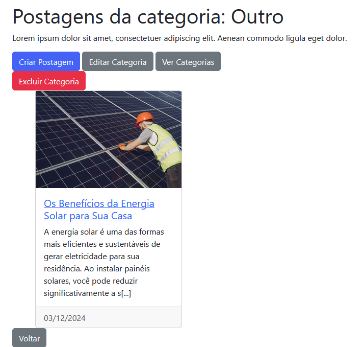 Postagens da categoria: Outro
Lorem ipsum dolor sit amet, consectetuer adipiscing elit. Aenean commodo ligula eget dolor.
Criar Postagem Editar Categoria Ver Categorias
Excluir Categoria
Os Benefícios da Energia
Solar para Sua Casa
A energia solar é uma das formas
mais eficientes e sustentáveis de
gerar eletricidade para sua
residência. Ao instalar painéis
solares, você pode reduzir
significativamente a s[...]
03/12/2024
Voltar